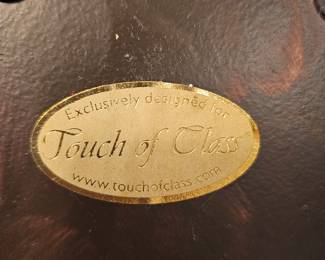 Exclusively designed for
Touch of Class
www.touchofclass.com